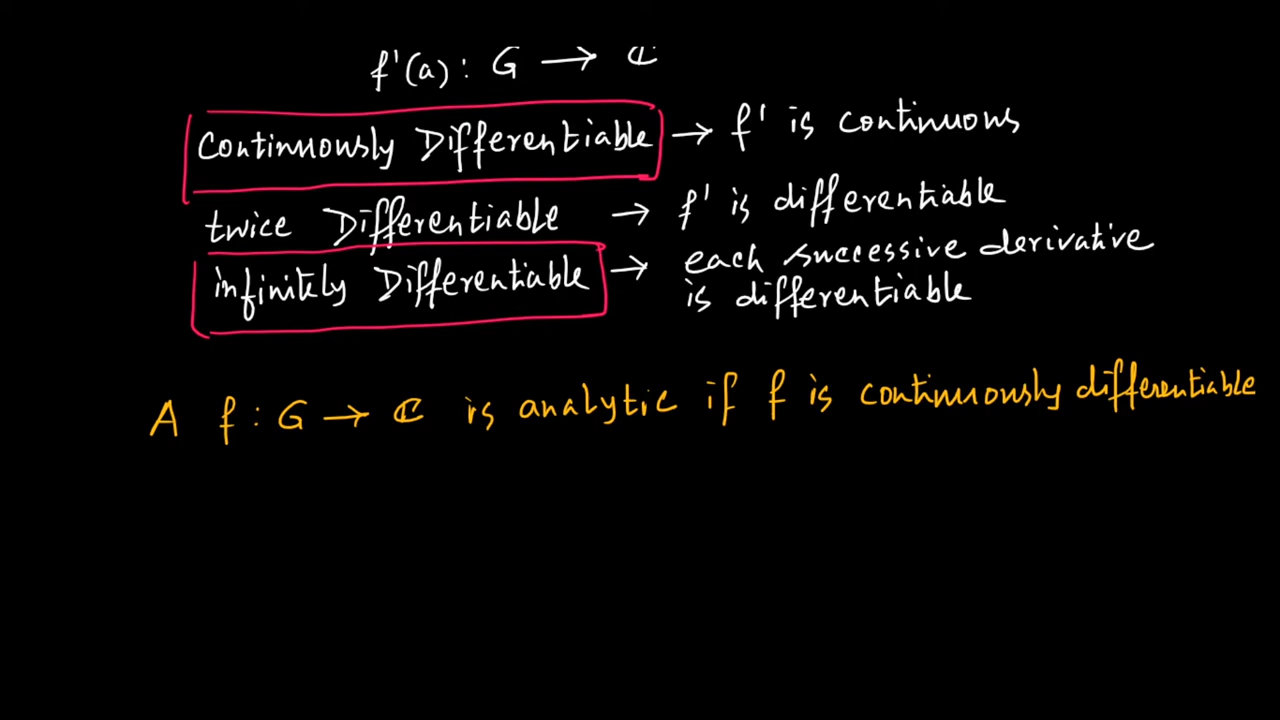 f'(a) : G → ℂ
Continuously Differentiable → f' is continuous
twice Differentiable → f' is differentiable
infinitely Differentiable → each successive derivative
is differentiable
A f : G → ℂ is analytic if f is continuously differentiable